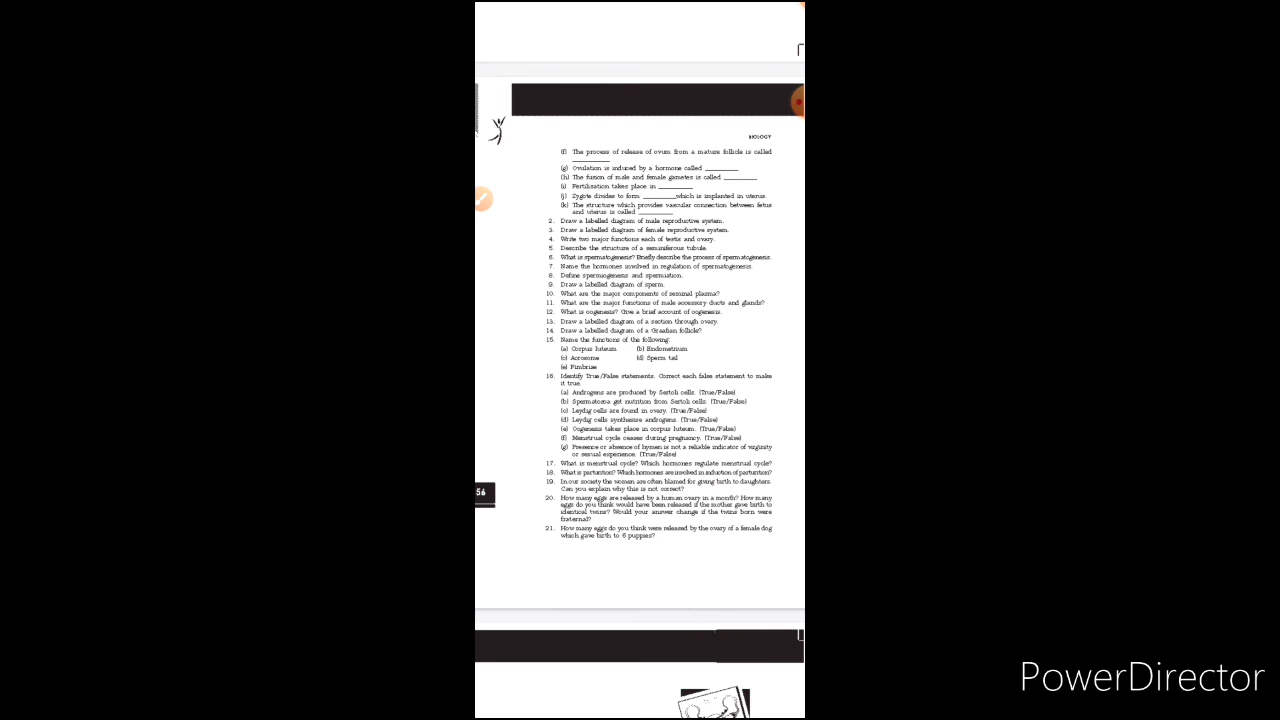 BIOLOGY
(f) The process of release of ovum from a mature follicle is called
__________
(g) Ovulation is induced by a hormone called _________
(h) The fusion of male and female gametes is called _________
(i) Fertilisation takes place in _________
(j) Zygote divides to form _________which is implanted in uterus.
(k) The structure which provides vascular connection between fetus
and uterus is called _________
2. Draw a labelled diagram of male reproductive system.
3. Draw a labelled diagram of female reproductive system.
4. Write two major functions each of testis and ovary.
5. Describe the structure of a seminiferous tubule.
6. What is spermatogenesis? Briefly describe the process of spermatogenesis.
7. Name the hormones involved in regulation of spermatogenesis.
8. Define spermiogenesis and spermiation.
9. Draw a labelled diagram of sperm.
10. What are the major components of seminal plasma?
11. What are the major functions of male accessory ducts and glands?
12. What is oogenesis? Give a brief account of oogenesis.
13. Draw a labelled diagram of a section through ovary.
14. Draw a labelled diagram of a Graafian follicle?
15. Name the functions of the following:
(a) Corpus luteum (b) Endometrium
(c) Acrosome (d) Sperm tail
(e) Fimbriae
16. Identify True/False statements. Correct each false statement to make
it true.
(a) Androgens are produced by Sertoli cells. (True/False)
(b) Spermatozoa get nutrition from Sertoli cells. (True/False)
(c) Leydig cells are found in ovary. (True/False)
(d) Leydig cells synthesise androgens. (True/False)
(e) Oogenesis takes place in corpus luteum. (True/False)
(f) Menstrual cycle ceases during pregnancy. (True/False)
(g) Presence or absence of hymen is not a reliable indicator of virginity
or sexual experience. (True/False)
17. What is menstrual cycle? Which hormones regulate menstrual cycle?
18. What is parturition? Which hormones are involved in induction of parturition?
19. In our society the women are often blamed for giving birth to daughters.
Can you explain why this is not correct?
56
20. How many eggs are released by a human ovary in a month? How many
eggs do you think would have been released if the mother gave birth to
identical twins? Would your answer change if the twins born were
fraternal?
21. How many eggs do you think were released by the ovary of a female dog
which gave birth to 6 puppies?
PowerDirector